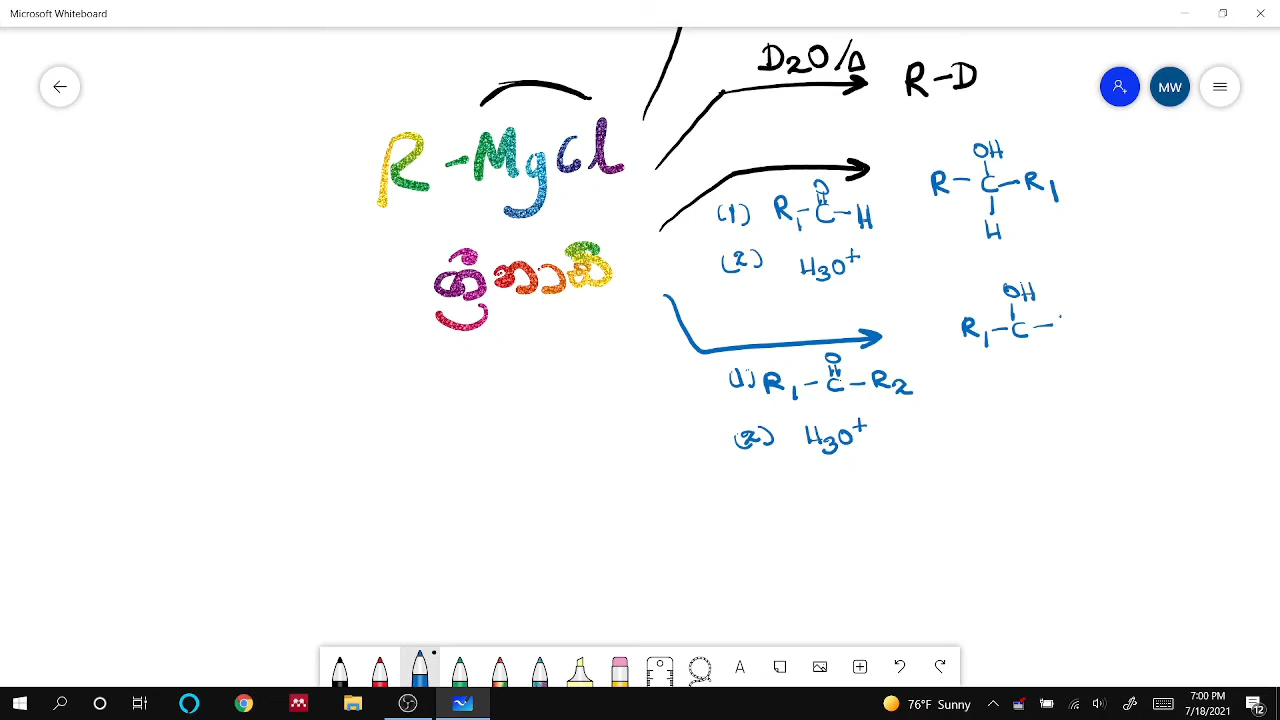 Microsoft Whiteboard
D2O/Δ
R-D
MW
R-MgCl
OH
R-C-R1
H
(1) R1-C-H
O
(2) H3O+
OH
R1-C-
O
(1) R1-C-R2
(2) H3O+
A
76°F Sunny
7:00 PM
7/18/2021
12